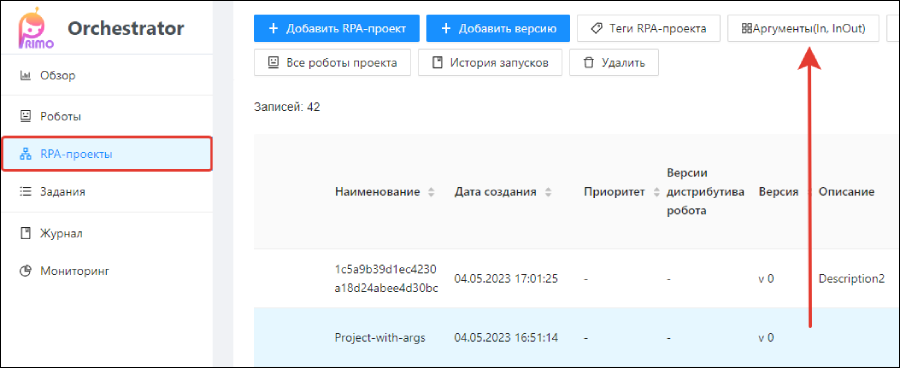 PRIMO
Orchestrator
Обзор
Роботы
RPA-проекты
Задания
Журнал
Мониторинг
+ Добавить RPA-проект
+ Добавить версию
Теги RPA-проекта
Аргументы(In, InOut)
Все роботы проекта
История запусков
Удалить
Записей: 42
Наименование
Дата создания
Приоритет
Версии
дистрибутива
робота
Версия
Описание
1c5a9b39d1ec4230
a18d24abee4d30bc
04.05.2023 17:01:25
-
-
v 0
Description2
Project-with-args
04.05.2023 16:51:14
-
-
v 0